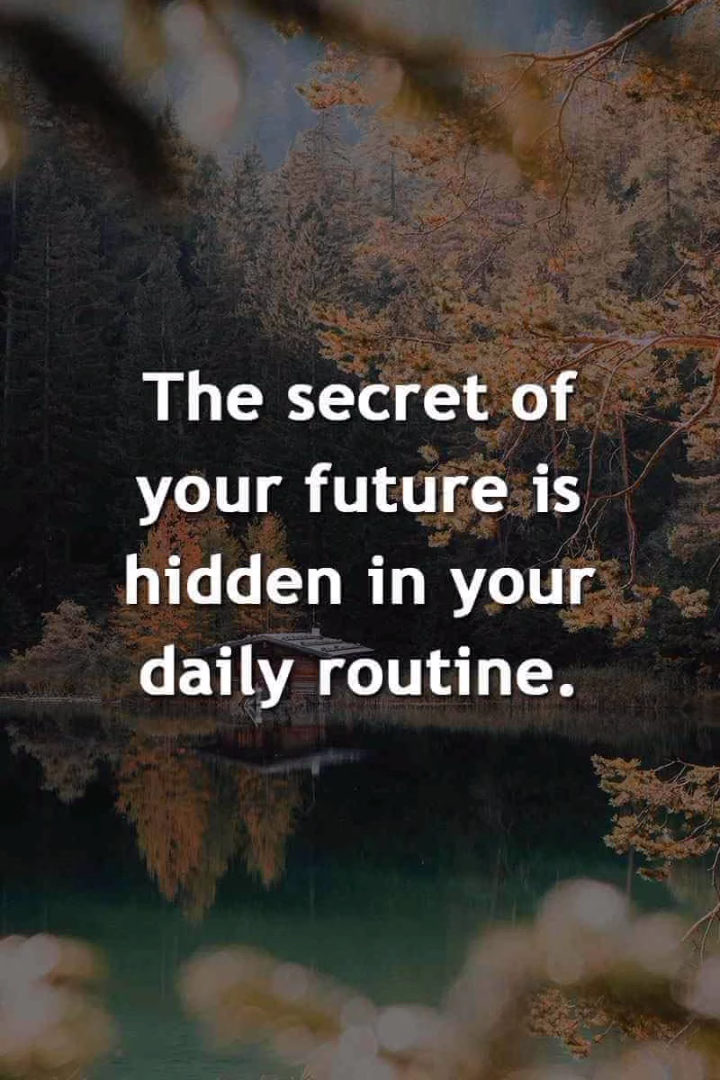 The secret of
your future is
hidden in your
daily routine.